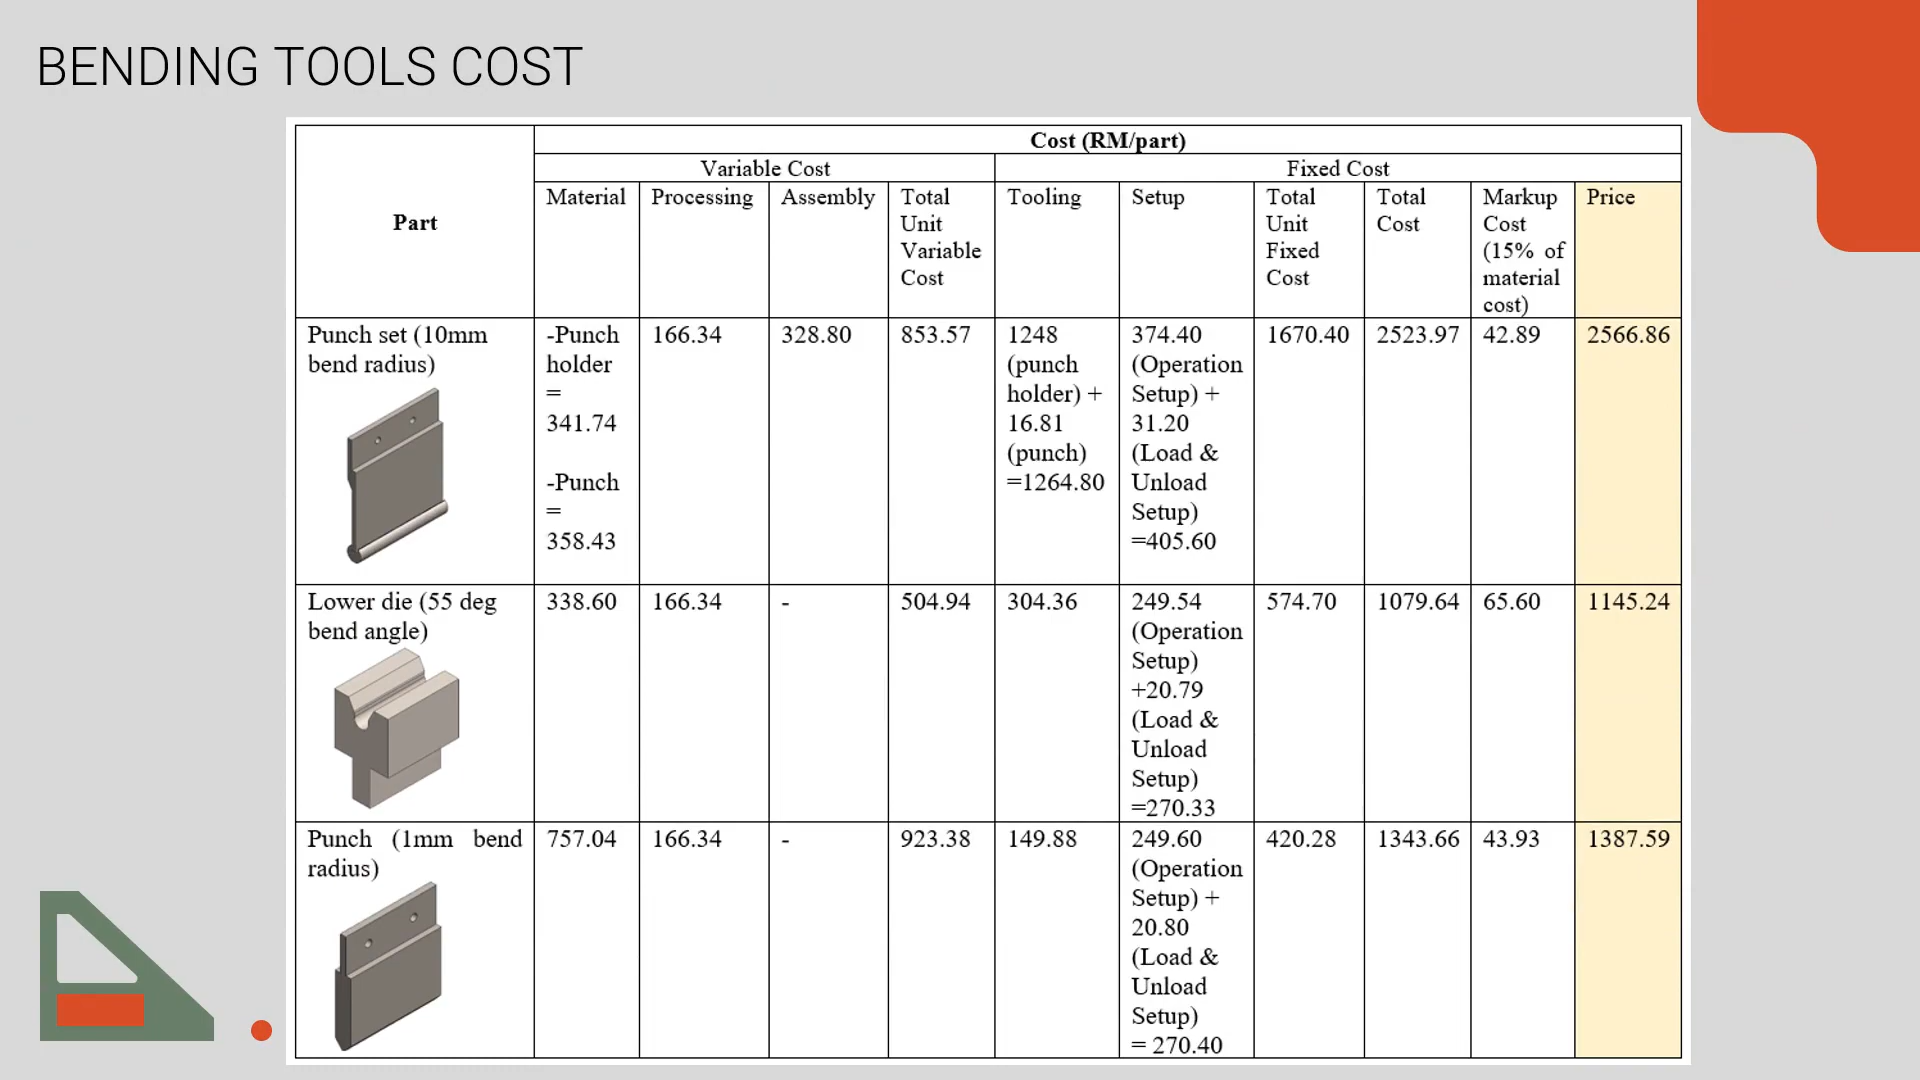 BENDING TOOLS COST
Part
Cost (RM/part)
Variable Cost
Fixed Cost
Material
Processing
Assembly
Total
Unit
Variable
Cost
Tooling
Setup
Total
Unit
Fixed
Cost
Total
Cost
Markup
Cost
(15% of
material
cost)
Price
Punch set (10mm
bend radius)
-Punch
holder
=
341.74
-Punch
=
358.43
166.34
328.80
853.57
1248
(punch
holder) +
16.81
(punch)
=1264.80
374.40
(Operation
Setup) +
31.20
(Load &
Unload
Setup)
=405.60
1670.40
2523.97
42.89
2566.86
Lower die (55 deg
bend angle)
338.60
166.34
-
504.94
304.36
249.54
(Operation
Setup)
+20.79
(Load &
Unload
Setup)
=270.33
574.70
1079.64
65.60
1145.24
Punch (1mm bend
radius)
757.04
166.34
-
923.38
149.88
249.60
(Operation
Setup) +
20.80
(Load &
Unload
Setup)
= 270.40
420.28
1343.66
43.93
1387.59